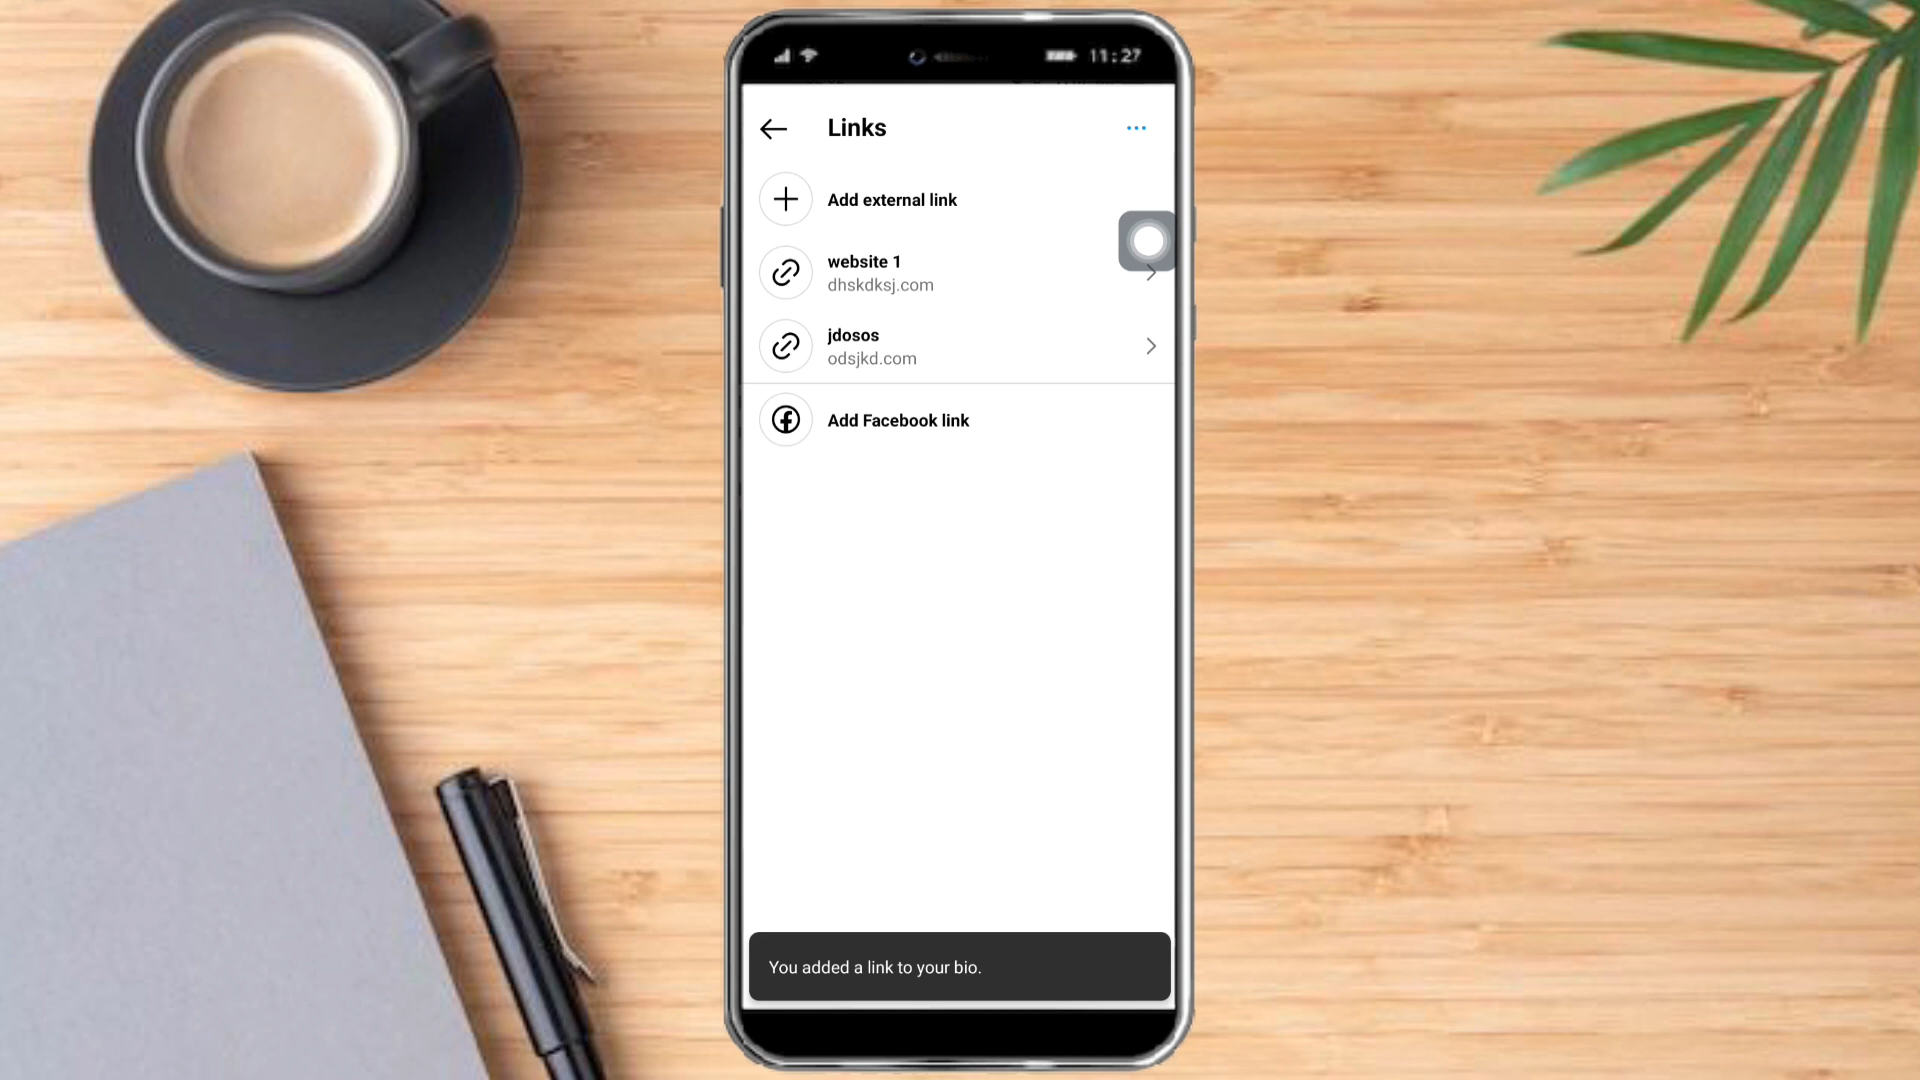 11:27
Links
Add external link
website 1
dhskdksj.com
jdosos
odsjkd.com
Add Facebook link
You added a link to your bio.